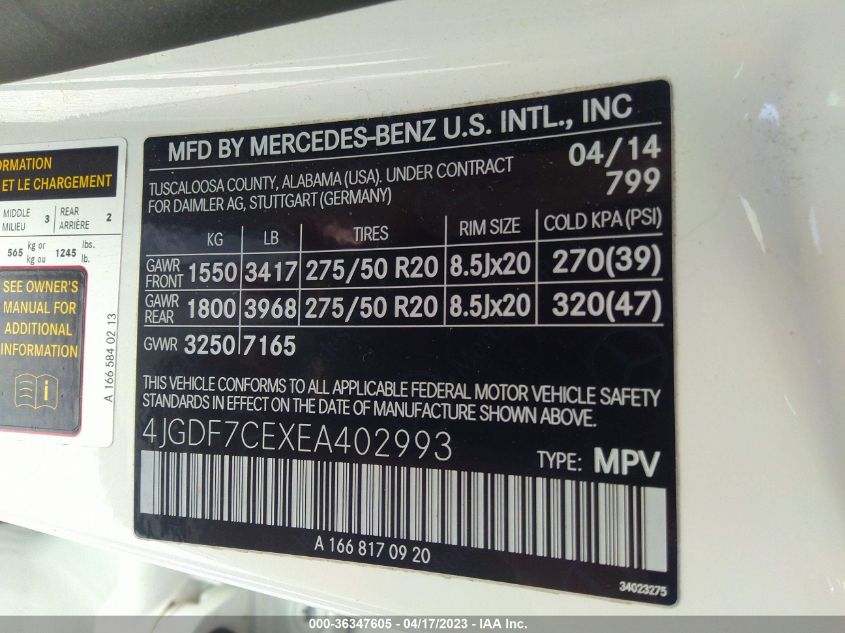 ORMATION
ET LE CHARGEMENT
MIDDLE
MILIEU 3 REAR
ARRIÈRE 2
565 kg or
kg ou 1245 lbs.
lb.
SEE OWNER'S
MANUAL FOR
ADDITIONAL
INFORMATION
A 166 584 02 13
MFD BY MERCEDES-BENZ U.S. INTL., INC
TUSCALOOSA COUNTY, ALABAMA (USA). UNDER CONTRACT
FOR DAIMLER AG, STUTTGART (GERMANY)
04/14
799
KG LB TIRES RIM SIZE COLD KPA (PSI)
GAWR
FRONT 1550 3417 275/50 R20 8.5Jx20 270(39)
GAWR
REAR 1800 3968 275/50 R20 8.5Jx20 320(47)
GVWR 3250 7165
THIS VEHICLE CONFORMS TO ALL APPLICABLE FEDERAL MOTOR VEHICLE SAFETY
STANDARDS IN EFFECT ON THE DATE OF MANUFACTURE SHOWN ABOVE.
4JGDF7CEXEA402993
TYPE: MPV
A 166 817 09 20
34023275
000-36347605 - 04/17/2023 - IAA Inc.